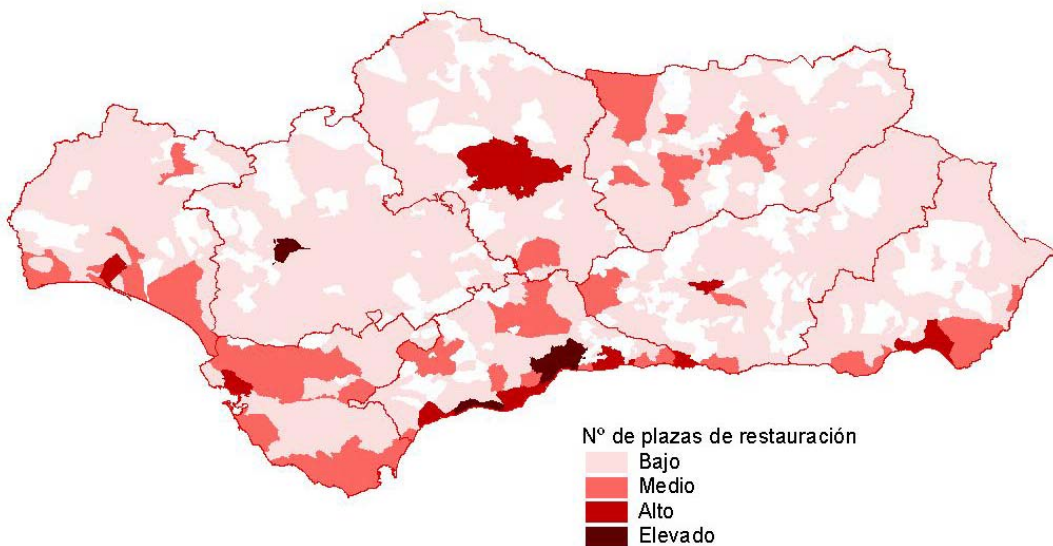 Nº de plazas de restauración
Bajo
Medio
Alto
Elevado